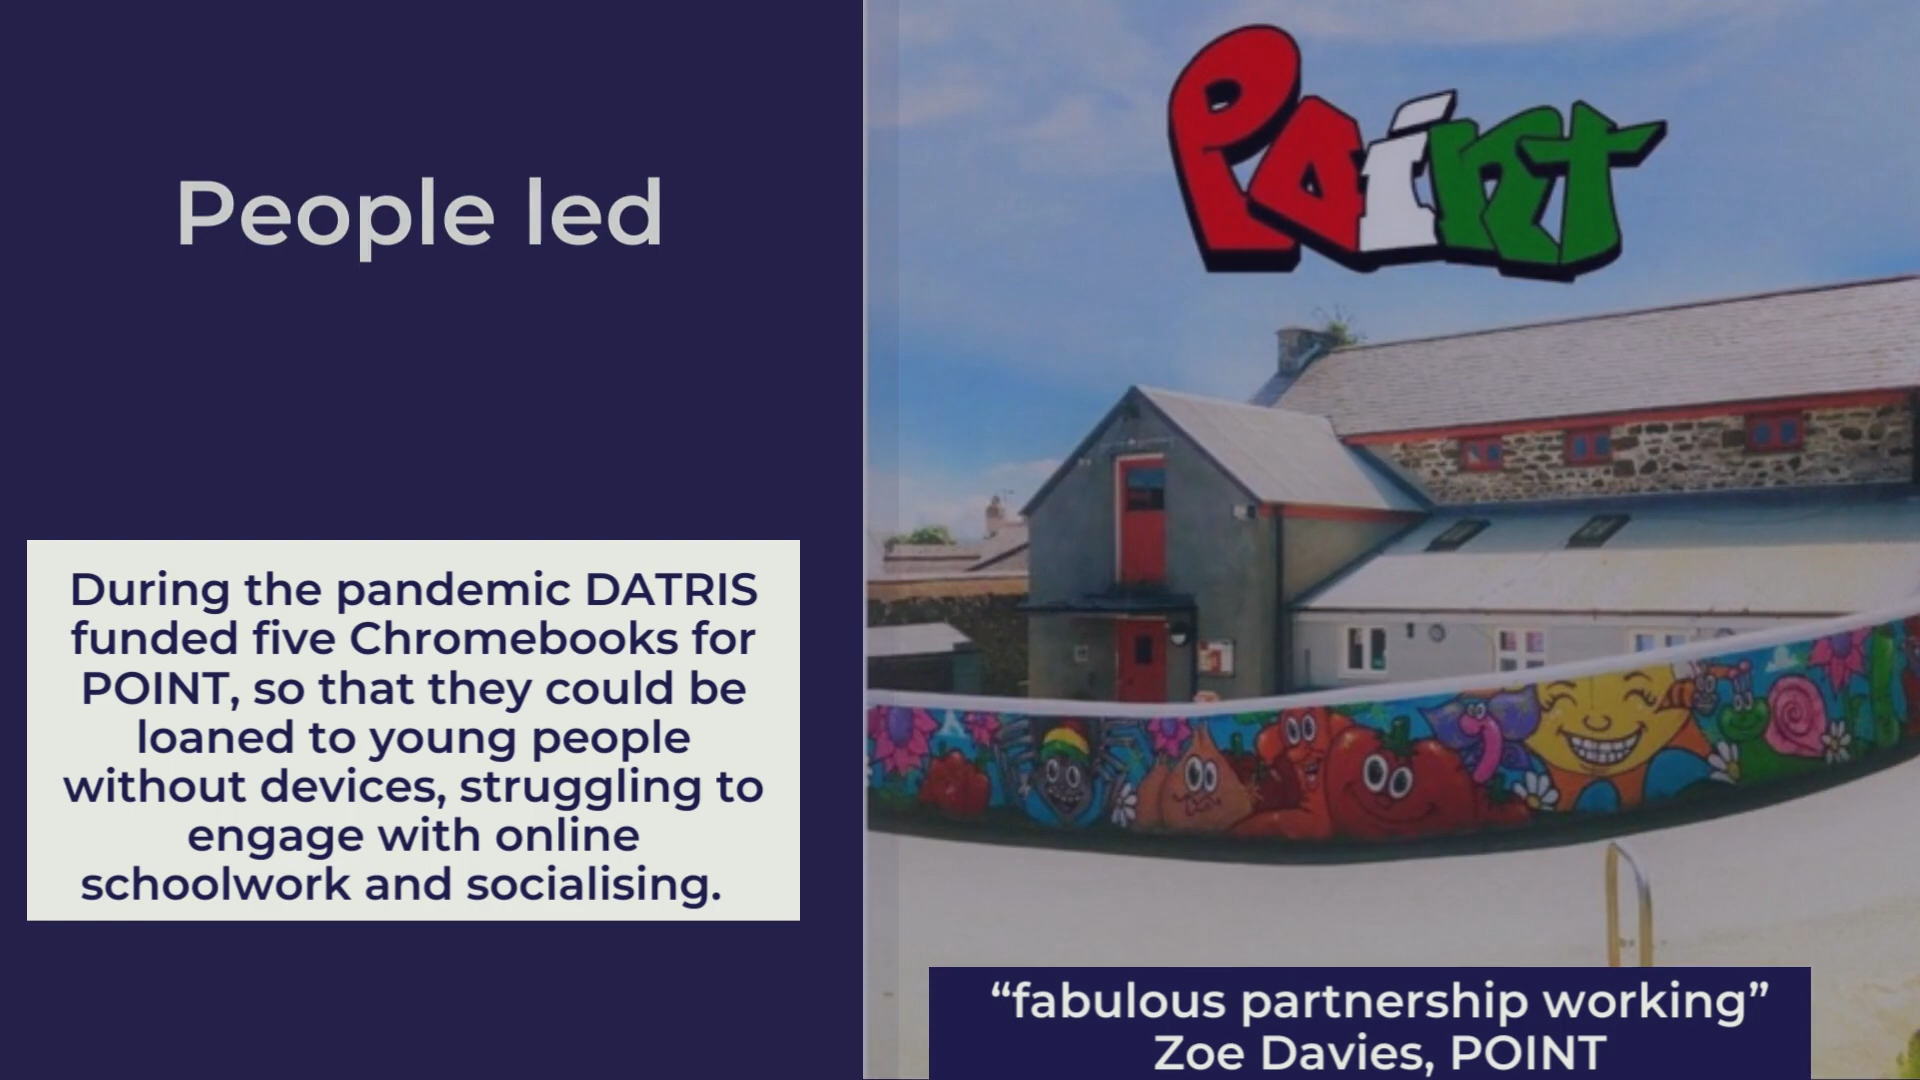 People led
During the pandemic DATRIS
funded five Chromebooks for
POINT, so that they could be
loaned to young people
without devices, struggling to
engage with online
schoolwork and socialising.
Point
“fabulous partnership working”
Zoe Davies, POINT